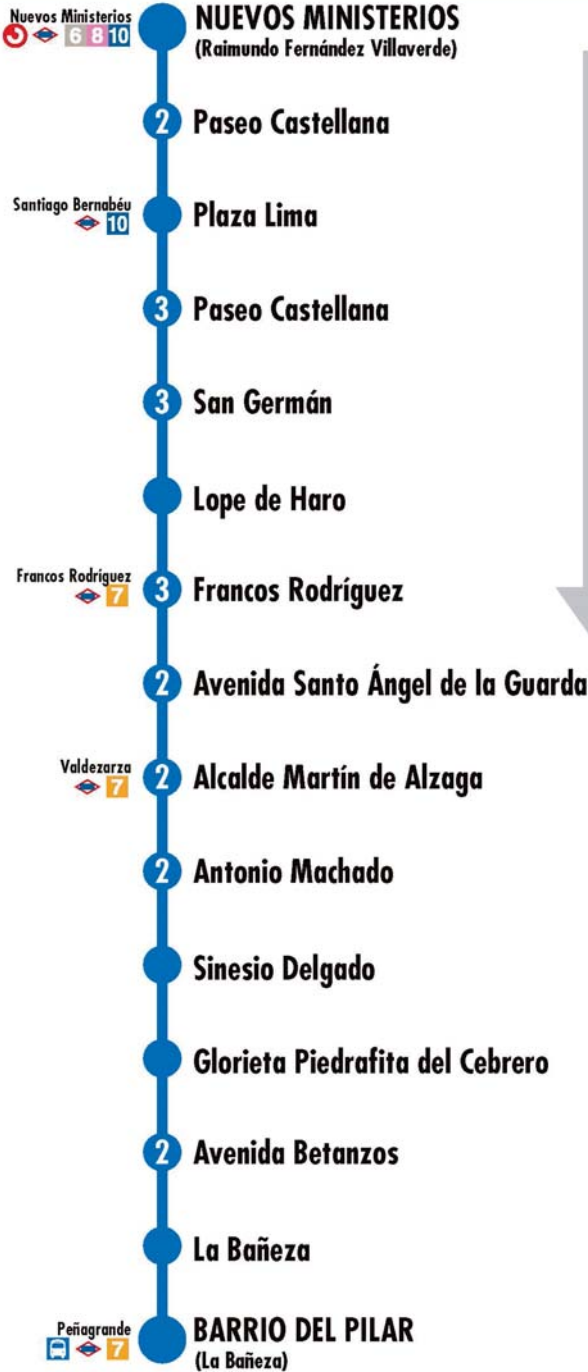 Nuevos Ministerios
6 8 10
NUEVOS MINISTERIOS
(Raimundo Fernández Villaverde)
2 Paseo Castellana
Santiago Bernabéu
10
Plaza Lima
3 Paseo Castellana
3 San Germán
Lope de Haro
Francos Rodríguez
7
3 Francos Rodríguez
2 Avenida Santo Ángel de la Guarda
Valdezarza
7
2 Alcalde Martín de Alzaga
2 Antonio Machado
Sinesio Delgado
Glorieta Piedrafita del Cebrero
2 Avenida Betanzos
La Bañeza
Peñagrande
7
BARRIO DEL PILAR
(La Bañeza)